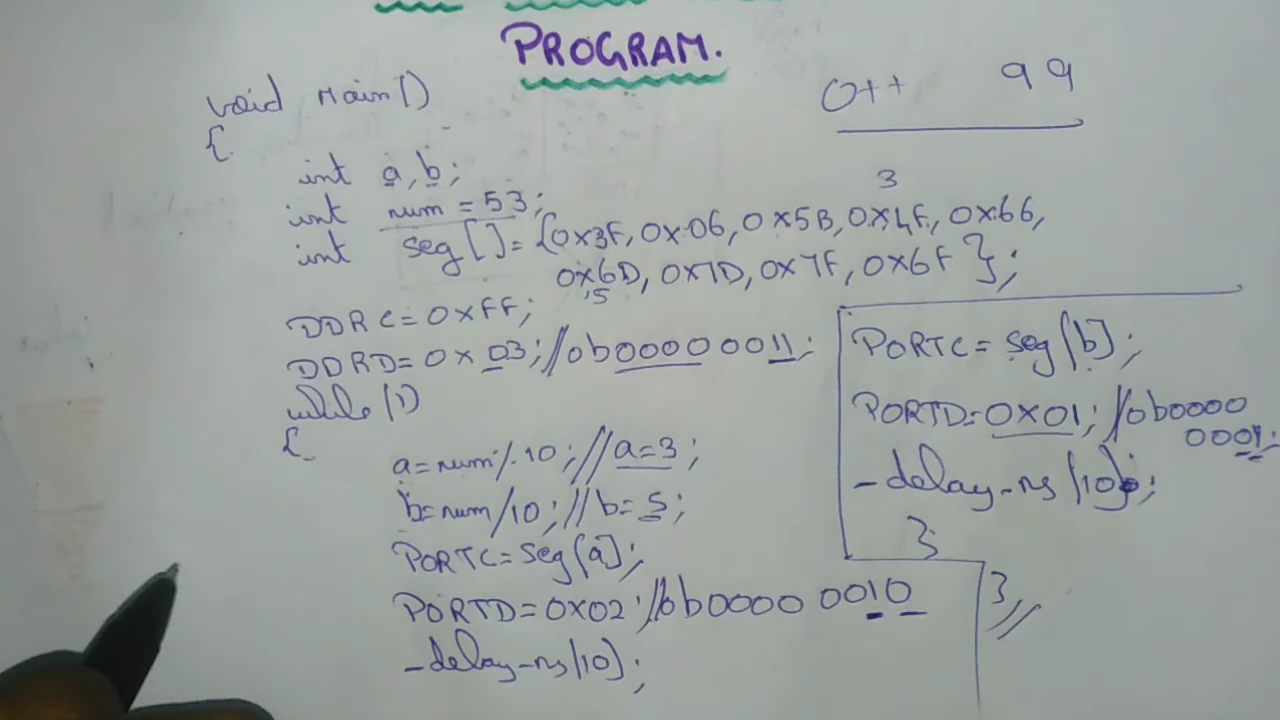 PROGRAM.
0++ 99
void Main()
{
int a,b;
int num = 53;
3
int seg[]= {0x3F, 0x06, 0x5B, 0x4F, 0x66,
0x6D, 0x7D, 0x7F, 0x6F };
5
DDRC=0xFF;
DDRD= 0x03; //0b00000011;
while(1)
{
a=num%10; //a=3;
b=num/10; //b=5;
PORTC=seg[a];
PORTD=0x02; //0b00000010
_delay_ms(10);
PORTC= seg[b];
PORTD=0x01; //0b0000
0001;
_delay_ms(10);
}
}